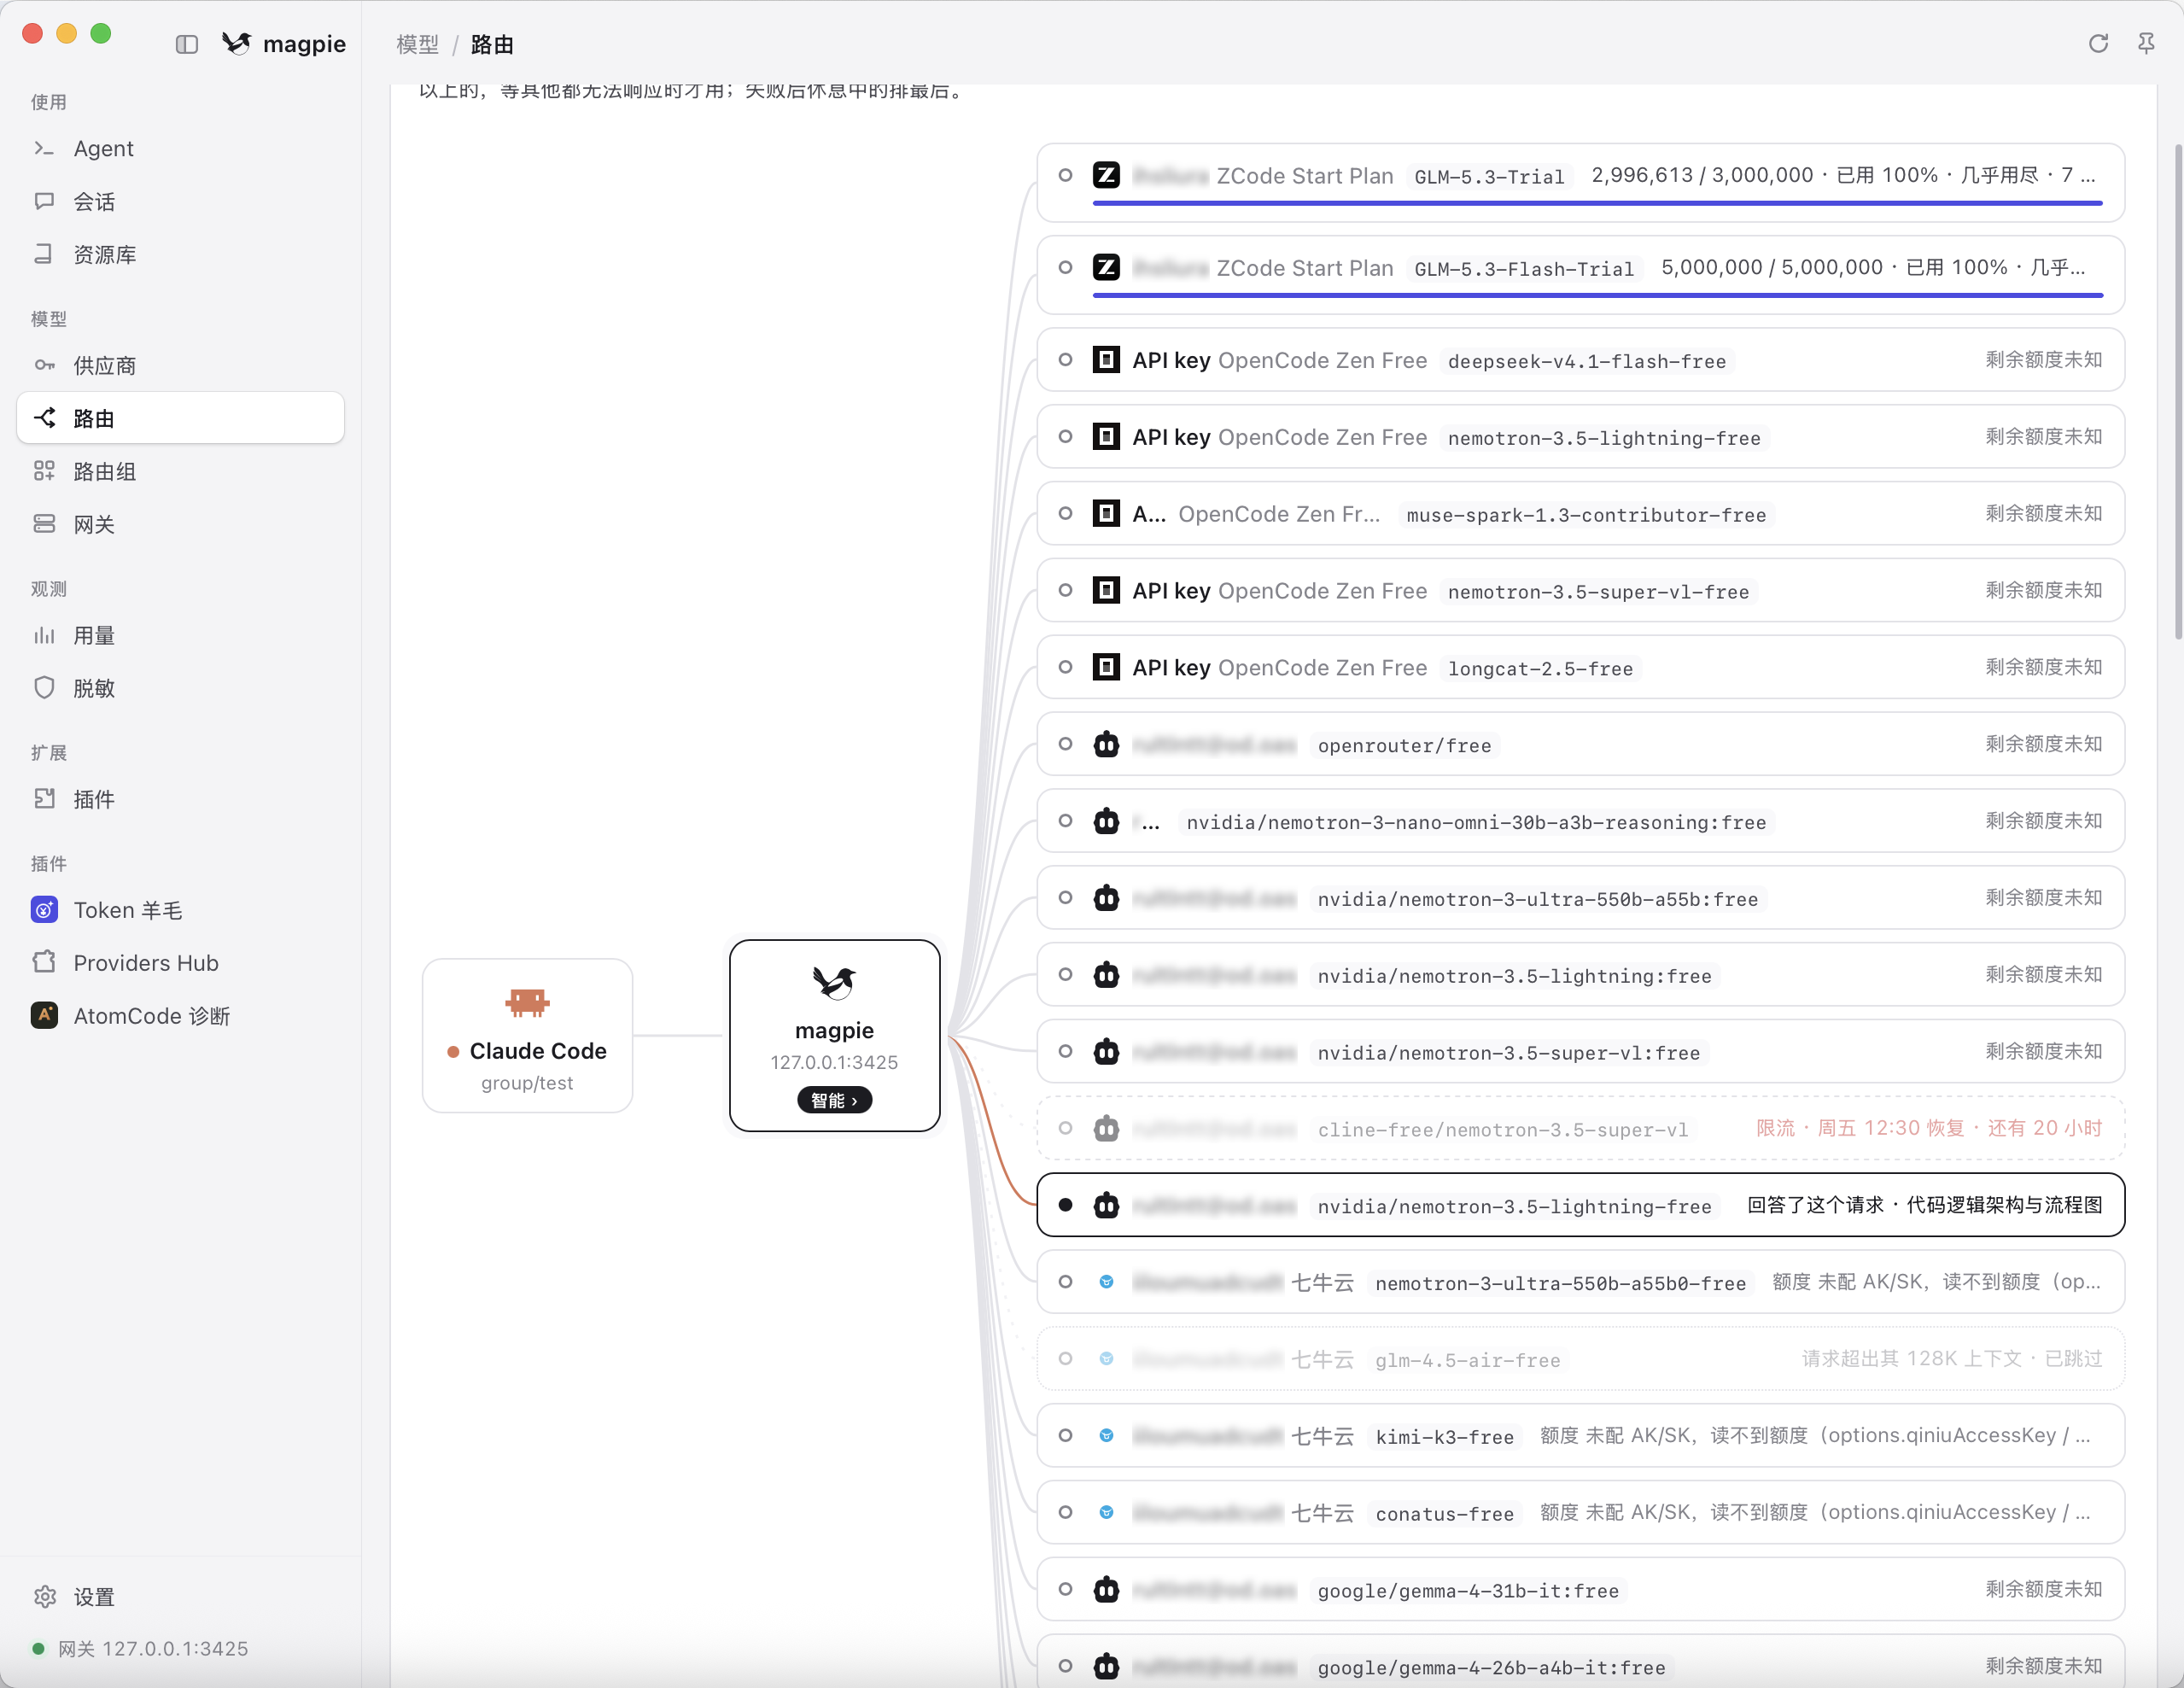 magpie
使用
Agent
会话
资源库
模型
供应商
路由
路由组
网关
观测
用量
脱敏
扩展
插件
插件
Token 羊毛
Providers Hub
AtomCode 诊断
设置
网关 127.0.0.1:3425
模型 / 路由
以上的，等其他都无法响应时才用；失败后休息中的排最后。
Claude Code
group/test
magpie
127.0.0.1:3425
智能 ›
ZCode Start Plan GLM-5.3-Trial 2,996,613 / 3,000,000 · 已用 100% · 几乎用尽 · 7 ...
ZCode Start Plan GLM-5.3-Flash-Trial 5,000,000 / 5,000,000 · 已用 100% · 几乎...
API key OpenCode Zen Free deepseek-v4.1-flash-free 剩余额度未知
API key OpenCode Zen Free nemotron-3.5-lightning-free 剩余额度未知
A... OpenCode Zen Fr... muse-spark-1.3-contributor-free 剩余额度未知
API key OpenCode Zen Free nemotron-3.5-super-vl-free 剩余额度未知
API key OpenCode Zen Free longcat-2.5-free 剩余额度未知
openrouter/free 剩余额度未知
... nvidia/nemotron-3-nano-omni-30b-a3b-reasoning:free 剩余额度未知
nvidia/nemotron-3-ultra-550b-a55b:free 剩余额度未知
nvidia/nemotron-3.5-lightning:free 剩余额度未知
nvidia/nemotron-3.5-super-vl:free 剩余额度未知
cline-free/nemotron-3.5-super-vl 限流 · 周五 12:30 恢复 · 还有 20 小时
nvidia/nemotron-3.5-lightning-free 回答了这个请求 · 代码逻辑架构与流程图
七牛云 nemotron-3-ultra-550b-a55b0-free 额度 未配 AK/SK，读不到额度（op...
七牛云 glm-4.5-air-free 请求超出其 128K 上下文 · 已跳过
七牛云 kimi-k3-free 额度 未配 AK/SK，读不到额度（options.qiniuAccessKey / ...
七牛云 conatus-free 额度 未配 AK/SK，读不到额度（options.qiniuAccessKey / ...
google/gemma-4-31b-it:free 剩余额度未知
google/gemma-4-26b-a4b-it:free 剩余额度未知